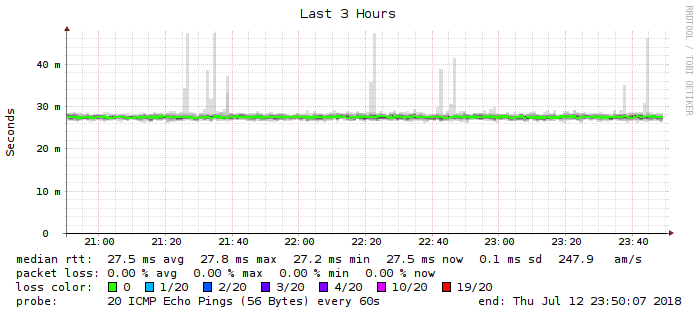 Last 3 Hours
RRDTOOL / TOBI OETIKER
Seconds
40 m
30 m
20 m
10 m
0
21:00 21:20 21:40 22:00 22:20 22:40 23:00 23:20 23:40
median rtt: 27.5 ms avg 27.8 ms max 27.2 ms min 27.5 ms now 0.1 ms sd 247.9 am/s
packet loss: 0.00 % avg 0.00 % max 0.00 % min 0.00 % now
loss color: 0 1/20 2/20 3/20 4/20 10/20 19/20
probe: 20 ICMP Echo Pings (56 Bytes) every 60s end: Thu Jul 12 23:50:07 2018